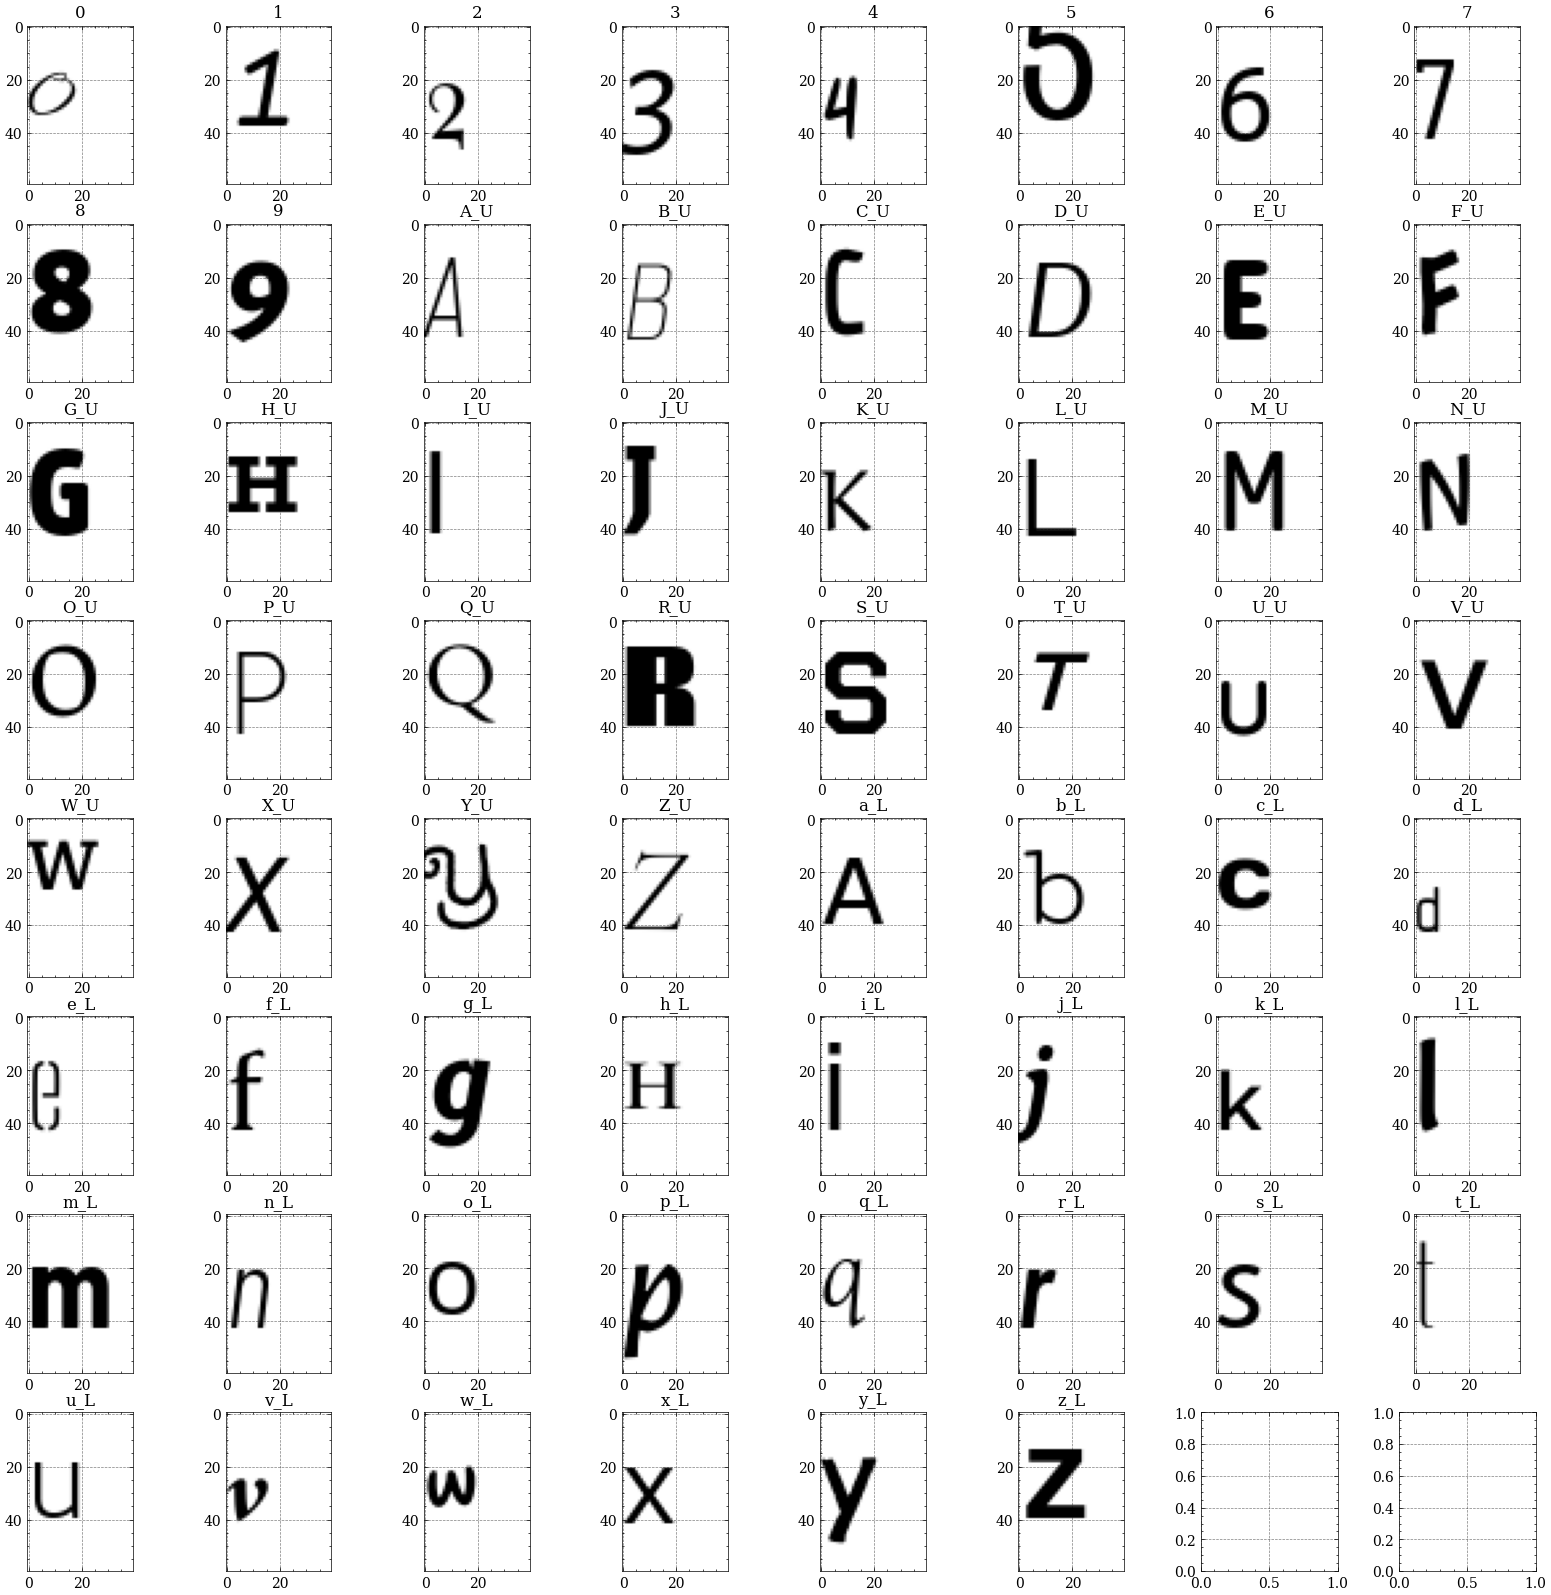 0 1 2 3 4 5 6 7
0 0 0 0 0 0 0 0
0 1 2 3 4 5 6 7
20 20 20 20 20 20 20 20
40 40 40 40 40 40 40 40
0 20 0 20 0 20 0 20 0 20 0 20 0 20 0 20
8 9 A_U B_U C_U D_U E_U F_U
0 0 0 0 0 0 0 0
8 9 A B C D E F
20 20 20 20 20 20 20 20
40 40 40 40 40 40 40 40
0 20 0 20 0 20 0 20 0 20 0 20 0 20 0 20
G_U H_U I_U J_U K_U L_U M_U N_U
0 0 0 0 0 0 0 0
G H I J K L M N
20 20 20 20 20 20 20 20
40 40 40 40 40 40 40 40
0 20 0 20 0 20 0 20 0 20 0 20 0 20 0 20
O_U P_U Q_U R_U S_U T_U U_U V_U
0 0 0 0 0 0 0 0
O P Q R S T U V
20 20 20 20 20 20 20 20
40 40 40 40 40 40 40 40
0 20 0 20 0 20 0 20 0 20 0 20 0 20 0 20
W_U X_U Y_U Z_U a_L b_L c_L d_L
0 0 0 0 0 0 0 0
W X Y Z A b c d
20 20 20 20 20 20 20 20
40 40 40 40 40 40 40 40
0 20 0 20 0 20 0 20 0 20 0 20 0 20 0 20
e_L f_L g_L h_L i_L j_L k_L l_L
0 0 0 0 0 0 0 0
e f g H i j k l
20 20 20 20 20 20 20 20
40 40 40 40 40 40 40 40
0 20 0 20 0 20 0 20 0 20 0 20 0 20 0 20
m_L n_L o_L p_L q_L r_L s_L t_L
0 0 0 0 0 0 0 0
m n o p q r s t
20 20 20 20 20 20 20 20
40 40 40 40 40 40 40 40
0 20 0 20 0 20 0 20 0 20 0 20 0 20 0 20
u_L v_L w_L x_L y_L z_L
0 0 0 0 0 0 1.0 1.0
0.8 0.8
u v w x y z
20 20 20 20 20 20 0.6 0.6
0.4 0.4
40 40 40 40 40 40 0.2 0.2
0.0 0.0
0 20 0 20 0 20 0 20 0 20 0 20 0.0 0.5 1.0 0.0 0.5 1.0